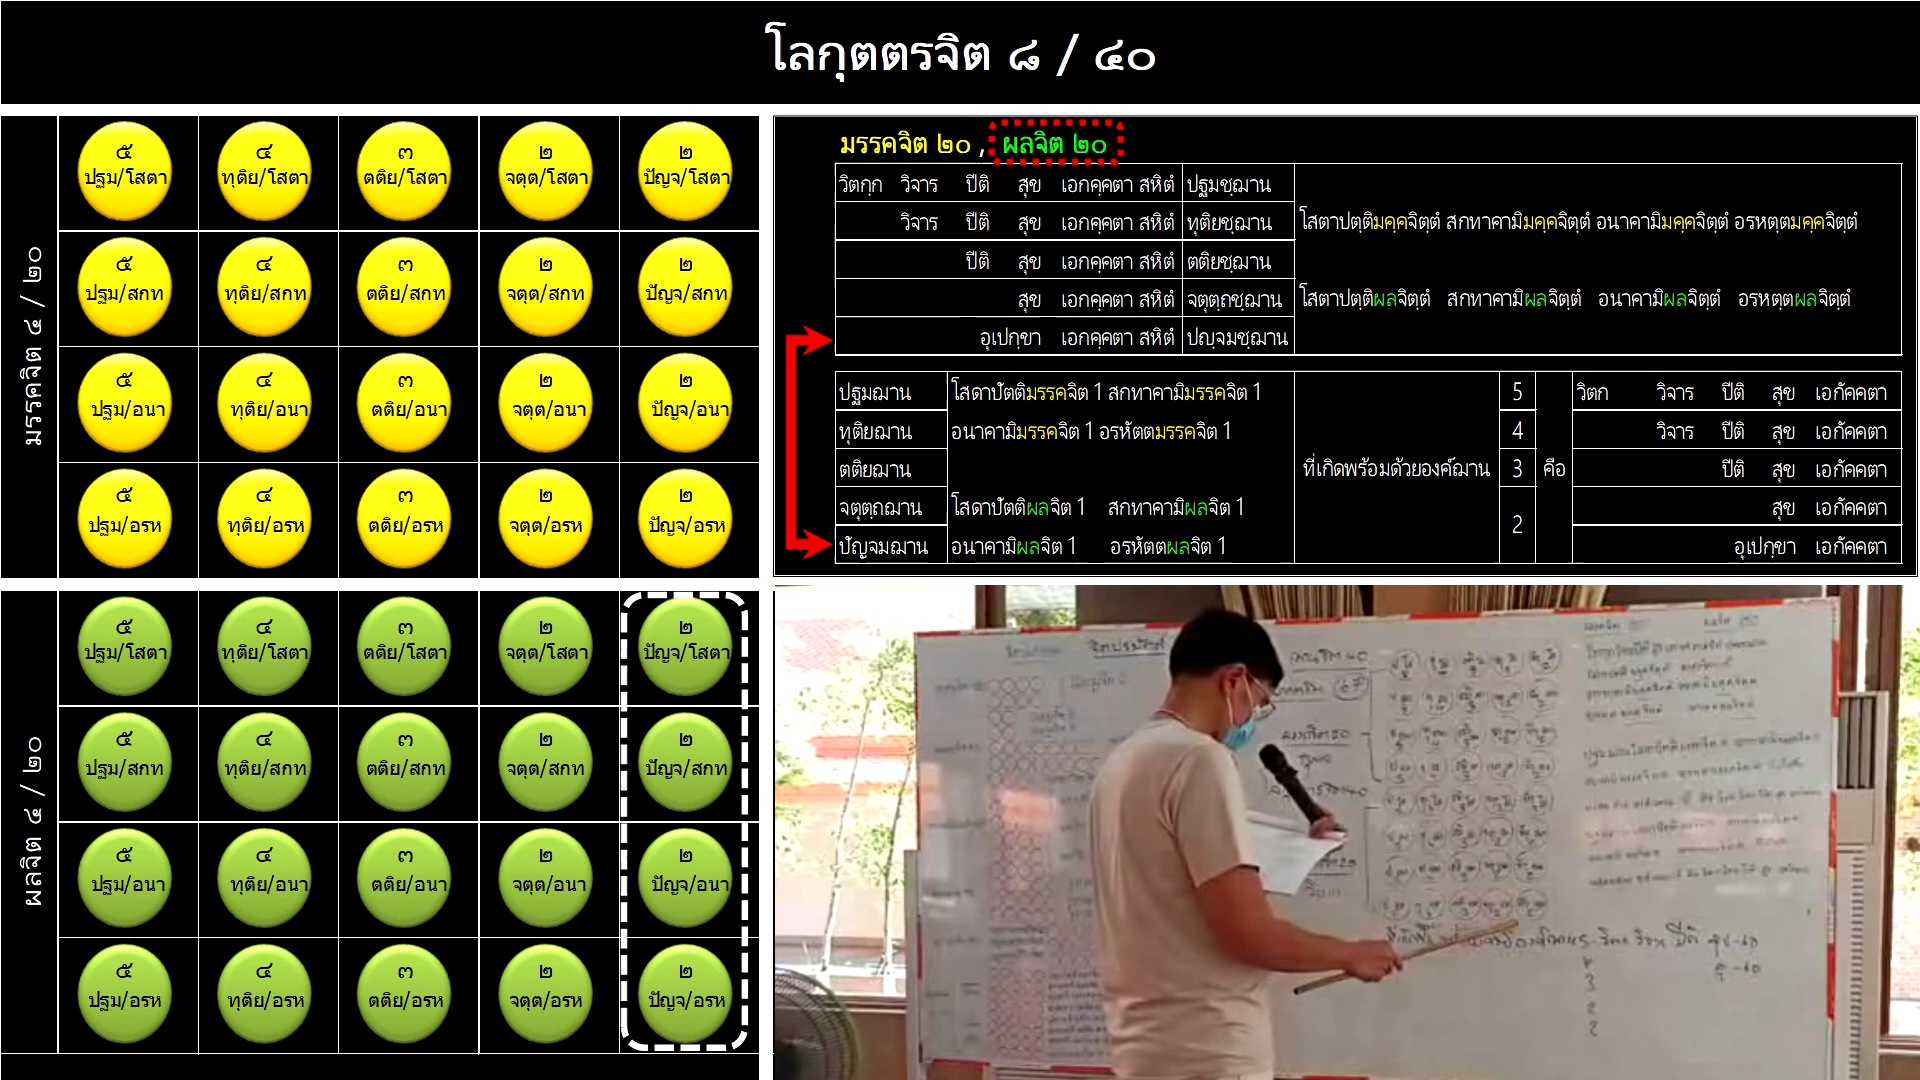 โลกุตตรจิต ๘ / ๔๐
มรรคจิต ๔ / ๒๐
๕ ๔ ๓ ๒ ๒
ปฐม/โสตา ทุติย/โสตา ตติย/โสตา จตุต/โสตา ปัญจ/โสตา
๕ ๔ ๓ ๒ ๒
ปฐม/สกท ทุติย/สกท ตติย/สกท จตุต/สกท ปัญจ/สกท
๕ ๔ ๓ ๒ ๒
ปฐม/อนา ทุติย/อนา ตติย/อนา จตุต/อนา ปัญจ/อนา
๕ ๔ ๓ ๒ ๒
ปฐม/อรห ทุติย/อรห ตติย/อรห จตุต/อรห ปัญจ/อรห
ผลจิต ๔ / ๒๐
๕ ๔ ๓ ๒ ๒
ปฐม/โสตา ทุติย/โสตา ตติย/โสตา จตุต/โสตา ปัญจ/โสตา
๕ ๔ ๓ ๒ ๒
ปฐม/สกท ทุติย/สกท ตติย/สกท จตุต/สกท ปัญจ/สกท
๕ ๔ ๓ ๒ ๒
ปฐม/อนา ทุติย/อนา ตติย/อนา จตุต/อนา ปัญจ/อนา
๕ ๔ ๓ ๒ ๒
ปฐม/อรห ทุติย/อรห ตติย/อรห จตุต/อรห ปัญจ/อรห
มรรคจิต ๒๐ , ผลจิต ๒๐
วิตกฺก วิจาร ปีติ สุข เอกคฺคตา สหิตํ ปฐมชฺฌาน
วิจาร ปีติ สุข เอกคฺคตา สหิตํ ทุติยชฺฌาน
ปีติ สุข เอกคฺคตา สหิตํ ตติยชฺฌาน
สุข เอกคฺคตา สหิตํ จตุตฺถชฺฌาน
อุเปกฺขา เอกคฺคตา สหิตํ ปญฺจมชฺฌาน
โสตาปตฺติมคฺคจิตฺตํ สกทาคามิมคฺคจิตฺตํ อนาคามิมคฺคจิตฺตํ อรหตฺตมคฺคจิตฺตํ
โสตาปตฺติผลจิตฺตํ สกทาคามิผลจิตฺตํ อนาคามิผลจิตฺตํ อรหตฺตผลจิตฺตํ
ปฐมฌาน โสดาปัตติมรรคจิต 1 สกทาคามิมรรคจิต 1
ทุติยฌาน อนาคามิมรรคจิต 1 อรหัตตมรรคจิต 1
ตติยฌาน
จตุตฺถฌาน โสดาปัตติผลจิต 1 สกทาคามิผลจิต 1
ปัญจมฌาน อนาคามิผลจิต 1 อรหัตตผลจิต 1
ที่เกิดพร้อมด้วยองค์ฌาน
5
4
3
2
คือ
วิตก วิจาร ปีติ สุข เอกัคคตา
วิจาร ปีติ สุข เอกัคคตา
ปีติ สุข เอกัคคตา
สุข เอกัคคตา
อุเปกฺขา เอกัคคตา